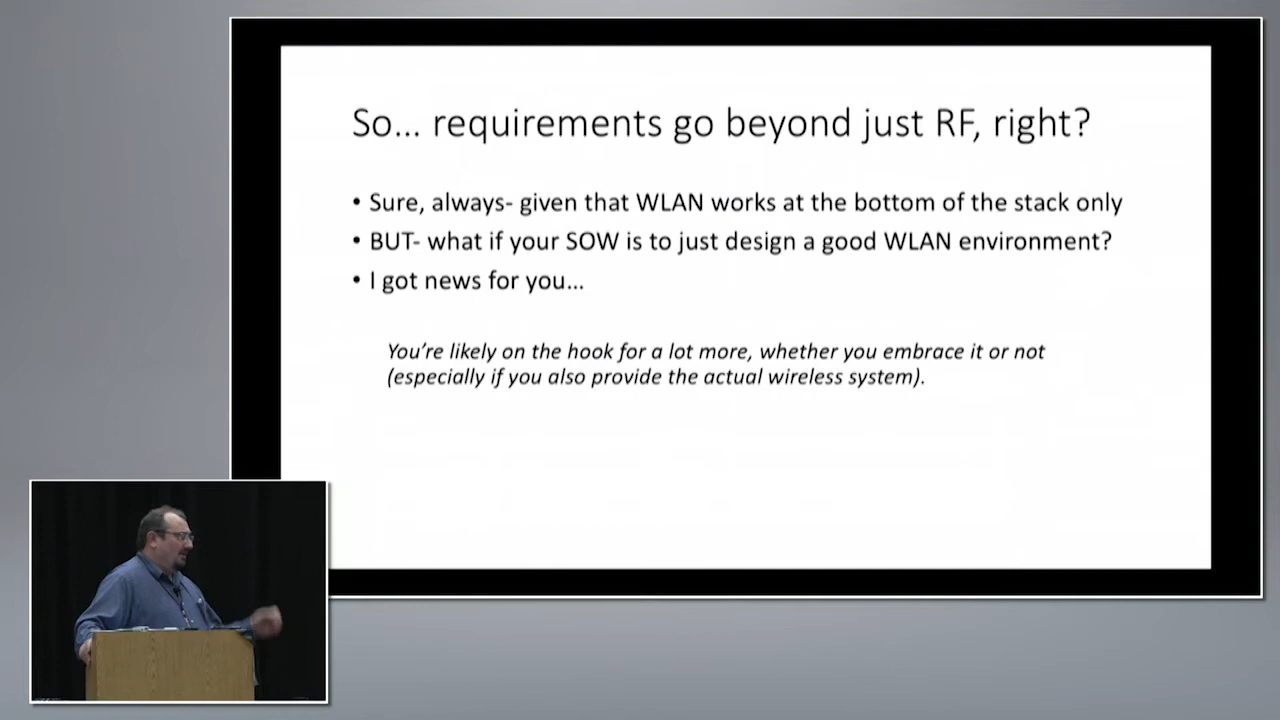 So... requirements go beyond just RF, right?
• Sure, always- given that WLAN works at the bottom of the stack only
• BUT- what if your SOW is to just design a good WLAN environment?
• I got news for you...
You're likely on the hook for a lot more, whether you embrace it or not
(especially if you also provide the actual wireless system).